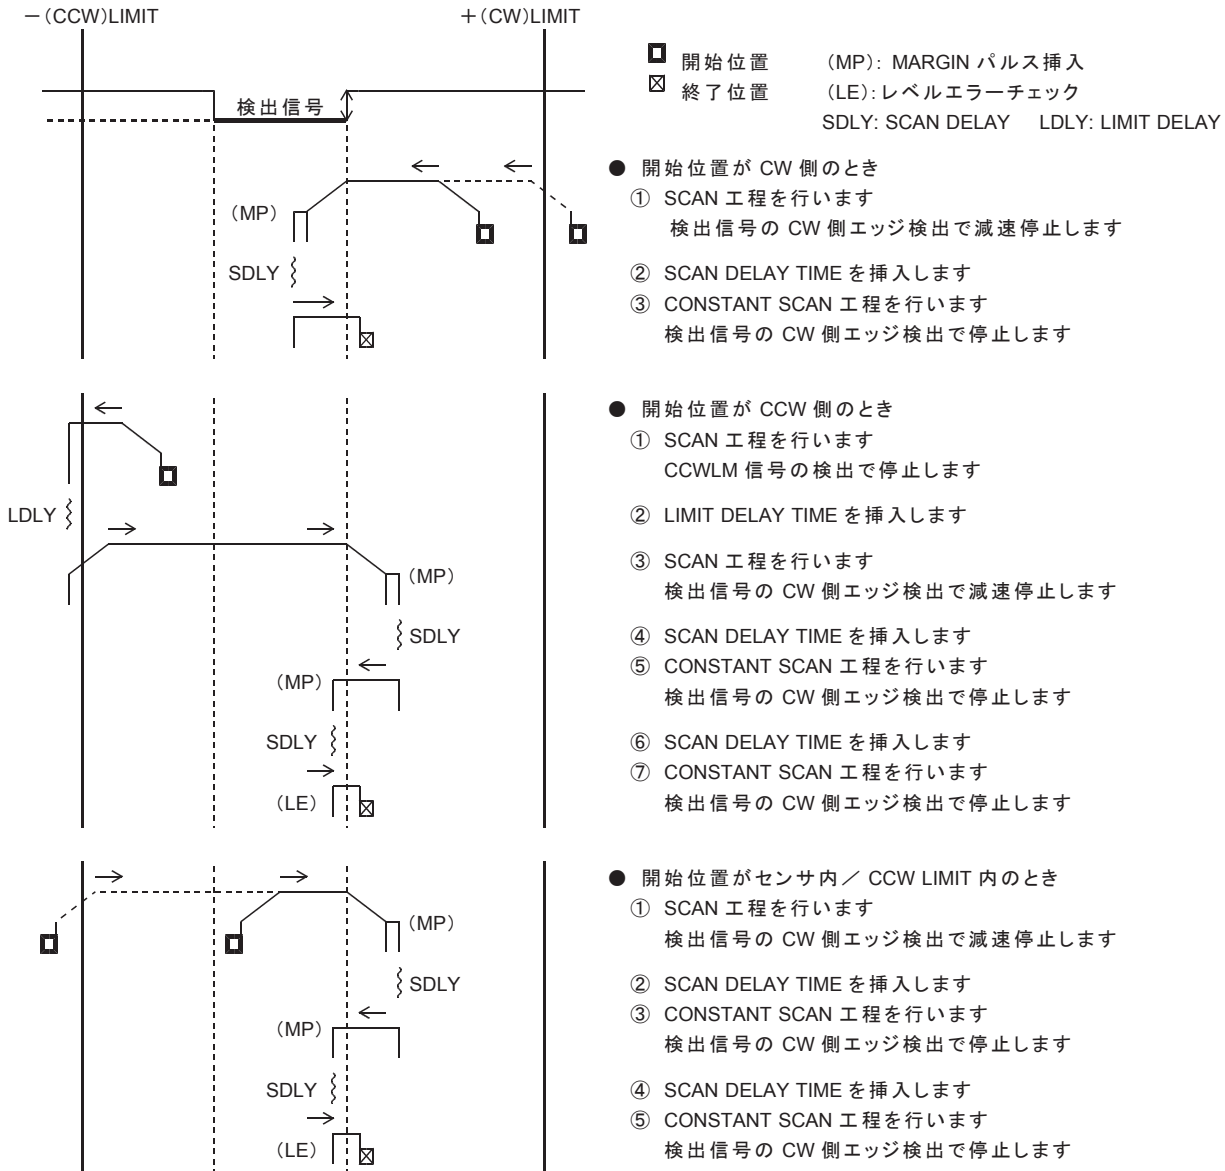 －(CCW)LIMIT
＋(CW)LIMIT
検出信号
開始位置 (MP): MARGIN パルス挿入
終了位置 (LE):レベルエラーチェック
SDLY: SCAN DELAY LDLY: LIMIT DELAY
(MP)
SDLY
● 開始位置が CW 側のとき
① SCAN 工程を行います
検出信号の CW 側エッジ検出で減速停止します
② SCAN DELAY TIME を挿入します
③ CONSTANT SCAN 工程を行います
検出信号の CW 側エッジ検出で停止します
LDLY
(MP)
SDLY
(MP)
SDLY
(LE)
● 開始位置が CCW 側のとき
① SCAN 工程を行います
CCWLM 信号の検出で停止します
② LIMIT DELAY TIME を挿入します
③ SCAN 工程を行います
検出信号の CW 側エッジ検出で減速停止します
④ SCAN DELAY TIME を挿入します
⑤ CONSTANT SCAN 工程を行います
検出信号の CW 側エッジ検出で停止します
⑥ SCAN DELAY TIME を挿入します
⑦ CONSTANT SCAN 工程を行います
検出信号の CW 側エッジ検出で停止します
(MP)
SDLY
(MP)
SDLY
(LE)
● 開始位置がセンサ内／ CCW LIMIT 内のとき
① SCAN 工程を行います
検出信号の CW 側エッジ検出で減速停止します
② SCAN DELAY TIME を挿入します
③ CONSTANT SCAN 工程を行います
検出信号の CW 側エッジ検出で停止します
④ SCAN DELAY TIME を挿入します
⑤ CONSTANT SCAN 工程を行います
検出信号の CW 側エッジ検出で停止します